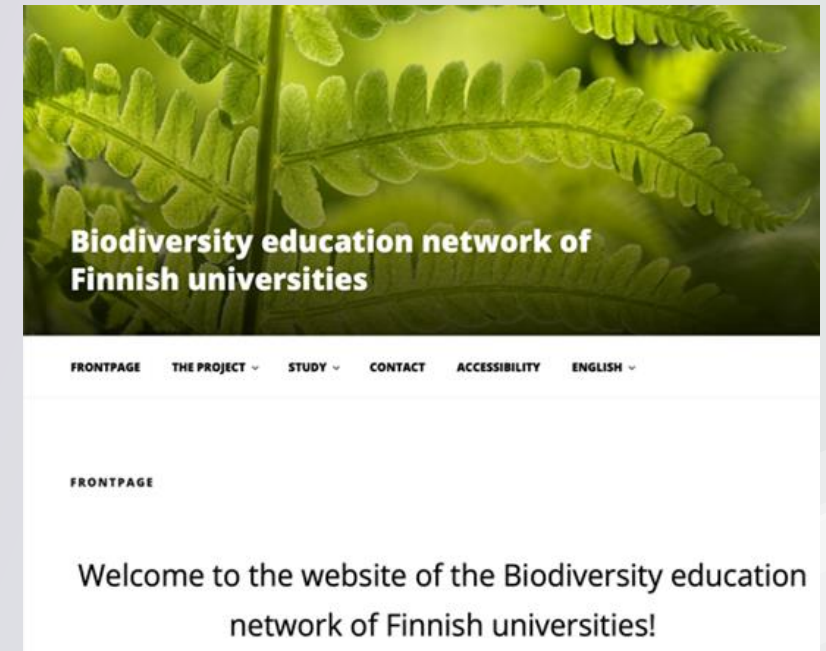 Biodiversity education network of
Finnish universities
FRONTPAGE THE PROJECT STUDY CONTACT ACCESSIBILITY ENGLISH
FRONTPAGE
Welcome to the website of the Biodiversity education
network of Finnish universities!